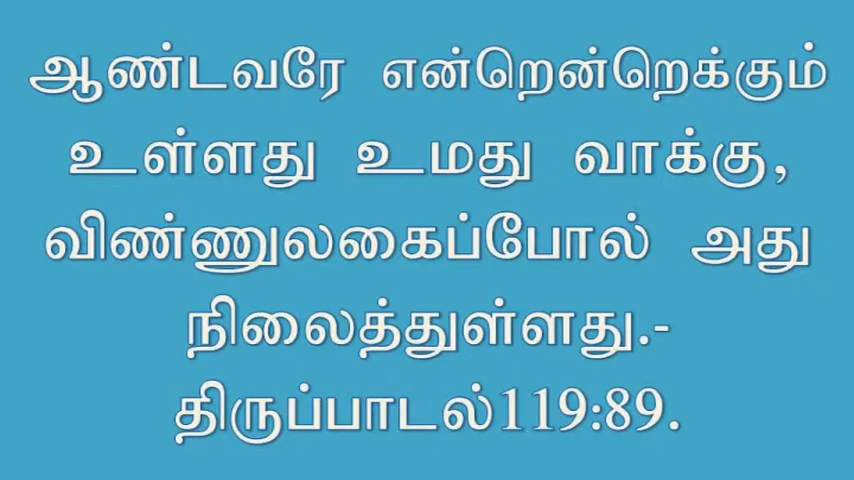 ஆண்டவரே என்றென்றெக்கும்
உள்ளது உமது வாக்கு,
விண்ணுலகைப்போல் அது
நிலைத்துள்ளது.-
திருப்பாடல்119:89.